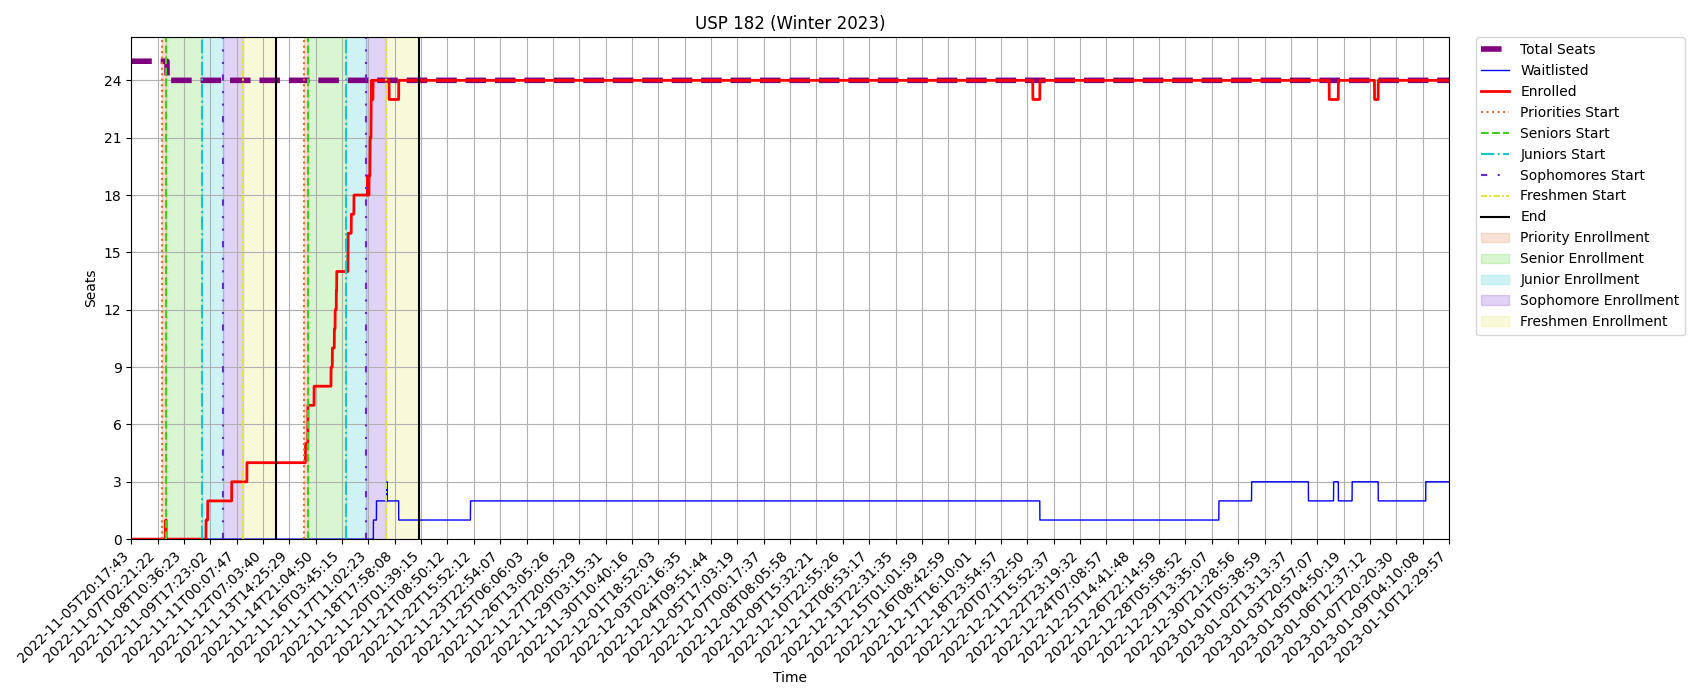 USP 182 (Winter 2023)
Seats
24
21
18
15
12
9
6
3
0
2022-11-05T20:17:43
2022-11-07T02:21:22
2022-11-08T10:36:23
2022-11-09T17:23:02
2022-11-11T00:07:47
2022-11-12T07:03:40
2022-11-13T14:25:29
2022-11-14T21:04:50
2022-11-16T03:45:15
2022-11-17T11:02:23
2022-11-18T17:58:08
2022-11-20T01:39:15
2022-11-21T08:50:12
2022-11-22T15:52:12
2022-11-23T22:54:07
2022-11-25T06:06:03
2022-11-26T13:05:26
2022-11-27T20:05:29
2022-11-29T03:15:31
2022-11-30T10:40:16
2022-12-01T18:52:03
2022-12-03T02:16:35
2022-12-04T09:51:44
2022-12-05T17:03:19
2022-12-07T00:17:37
2022-12-08T08:05:58
2022-12-09T15:32:21
2022-12-10T22:55:26
2022-12-12T06:53:17
2022-12-13T22:31:35
2022-12-15T01:01:59
2022-12-16T08:42:59
2022-12-17T16:10:01
2022-12-18T23:54:57
2022-12-20T07:32:50
2022-12-21T15:52:37
2022-12-22T23:19:32
2022-12-24T07:08:57
2022-12-25T14:41:48
2022-12-26T22:14:59
2022-12-28T05:58:52
2022-12-29T13:35:07
2022-12-30T21:28:56
2023-01-01T05:38:59
2023-01-02T13:13:37
2023-01-03T20:57:07
2023-01-05T04:50:19
2023-01-06T12:37:12
2023-01-07T20:20:30
2023-01-09T04:10:08
2023-01-10T12:29:57
Time
Total Seats
Waitlisted
Enrolled
Priorities Start
Seniors Start
Juniors Start
Sophomores Start
Freshmen Start
End
Priority Enrollment
Senior Enrollment
Junior Enrollment
Sophomore Enrollment
Freshmen Enrollment